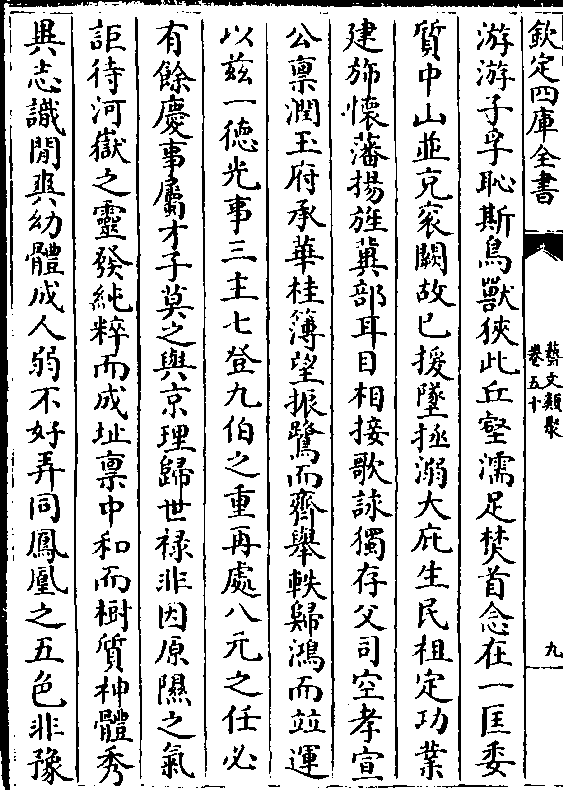 欽定四庫全書
藝文類聚
卷五十
九
游游子孚恥斯鳥獸狹此丘壑濡足焚首念在一匡委
質中山並克衮闕故已援墜拯溺大庇生民祖定功業
建旆懷藩揚旌冀部耳目相接歌詠獨存父司空孝宣
公稟潤玉府承華桂簿望振鷺而齊舉軼歸鴻而竝運
以兹一德光事三主七登九伯之重再處八元之任必
有餘慶事屬才子莫之與京理歸世禄非因原隰之氣
詎待河嶽之靈發純粹而成址稟中和而樹質神體秀
異志識閒爽幼體成人弱不好弄同鳳凰之五色非豫